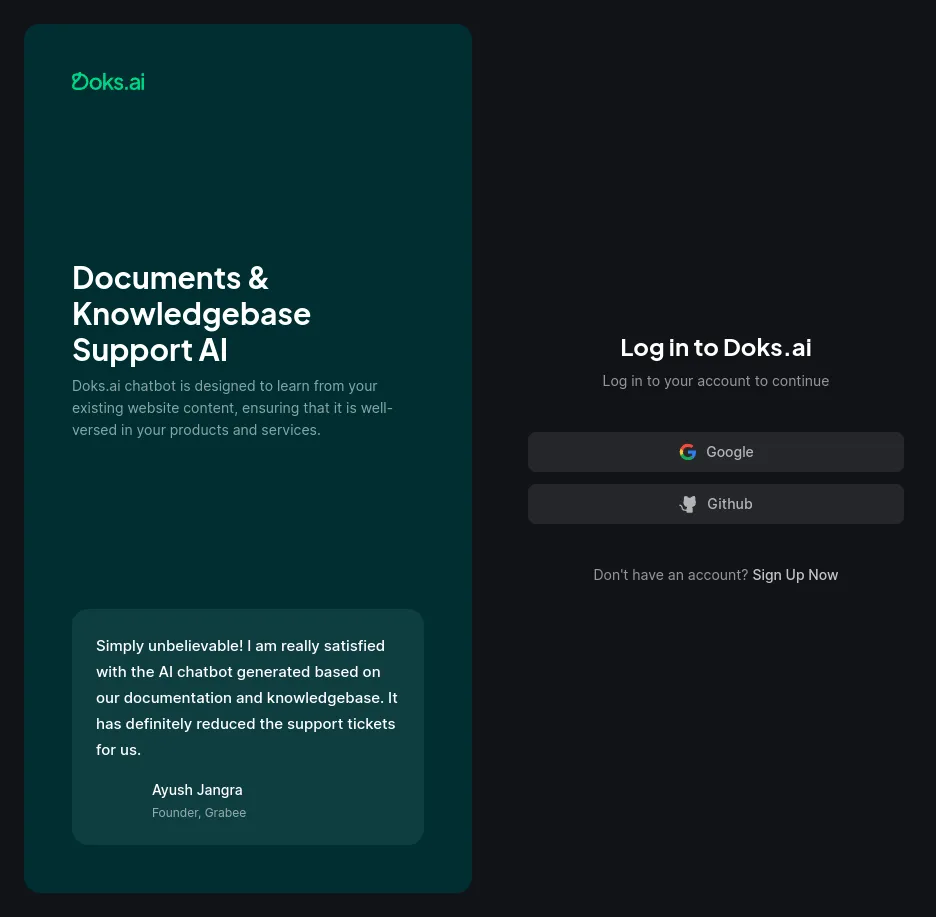 Doks.ai
Documents &
Knowledgebase
Support AI
Doks.ai chatbot is designed to learn from your
existing website content, ensuring that it is well-
versed in your products and services.
Simply unbelievable! I am really satisfied
with the AI chatbot generated based on
our documentation and knowledgebase. It
has definitely reduced the support tickets
for us.
Ayush Jangra
Founder, Grabee
Log in to Doks.ai
Log in to your account to continue
Google
Github
Don't have an account? Sign Up Now